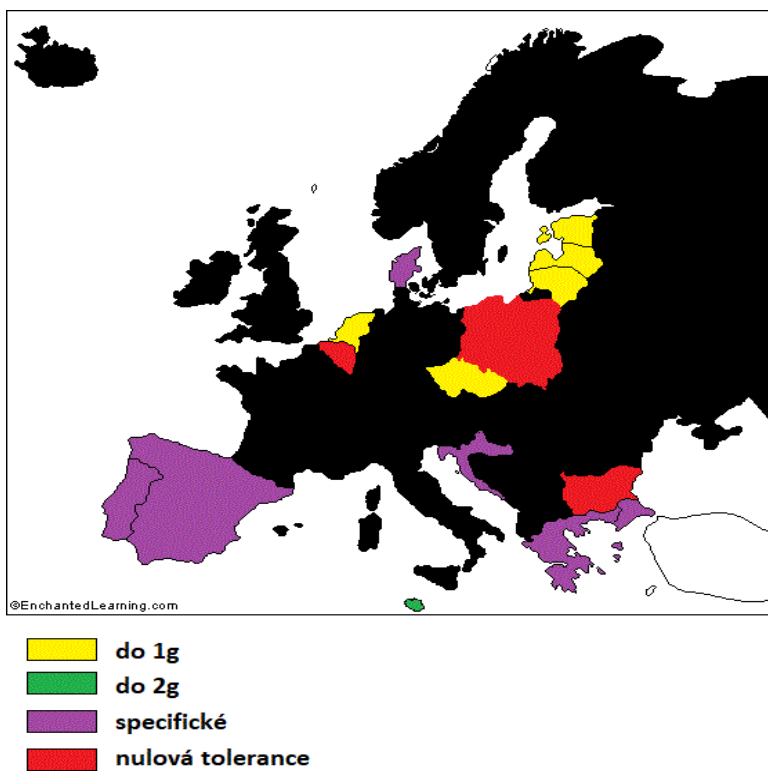 ©EnchantedLearning.com
do 1g
do 2g
specifické
nulová tolerance